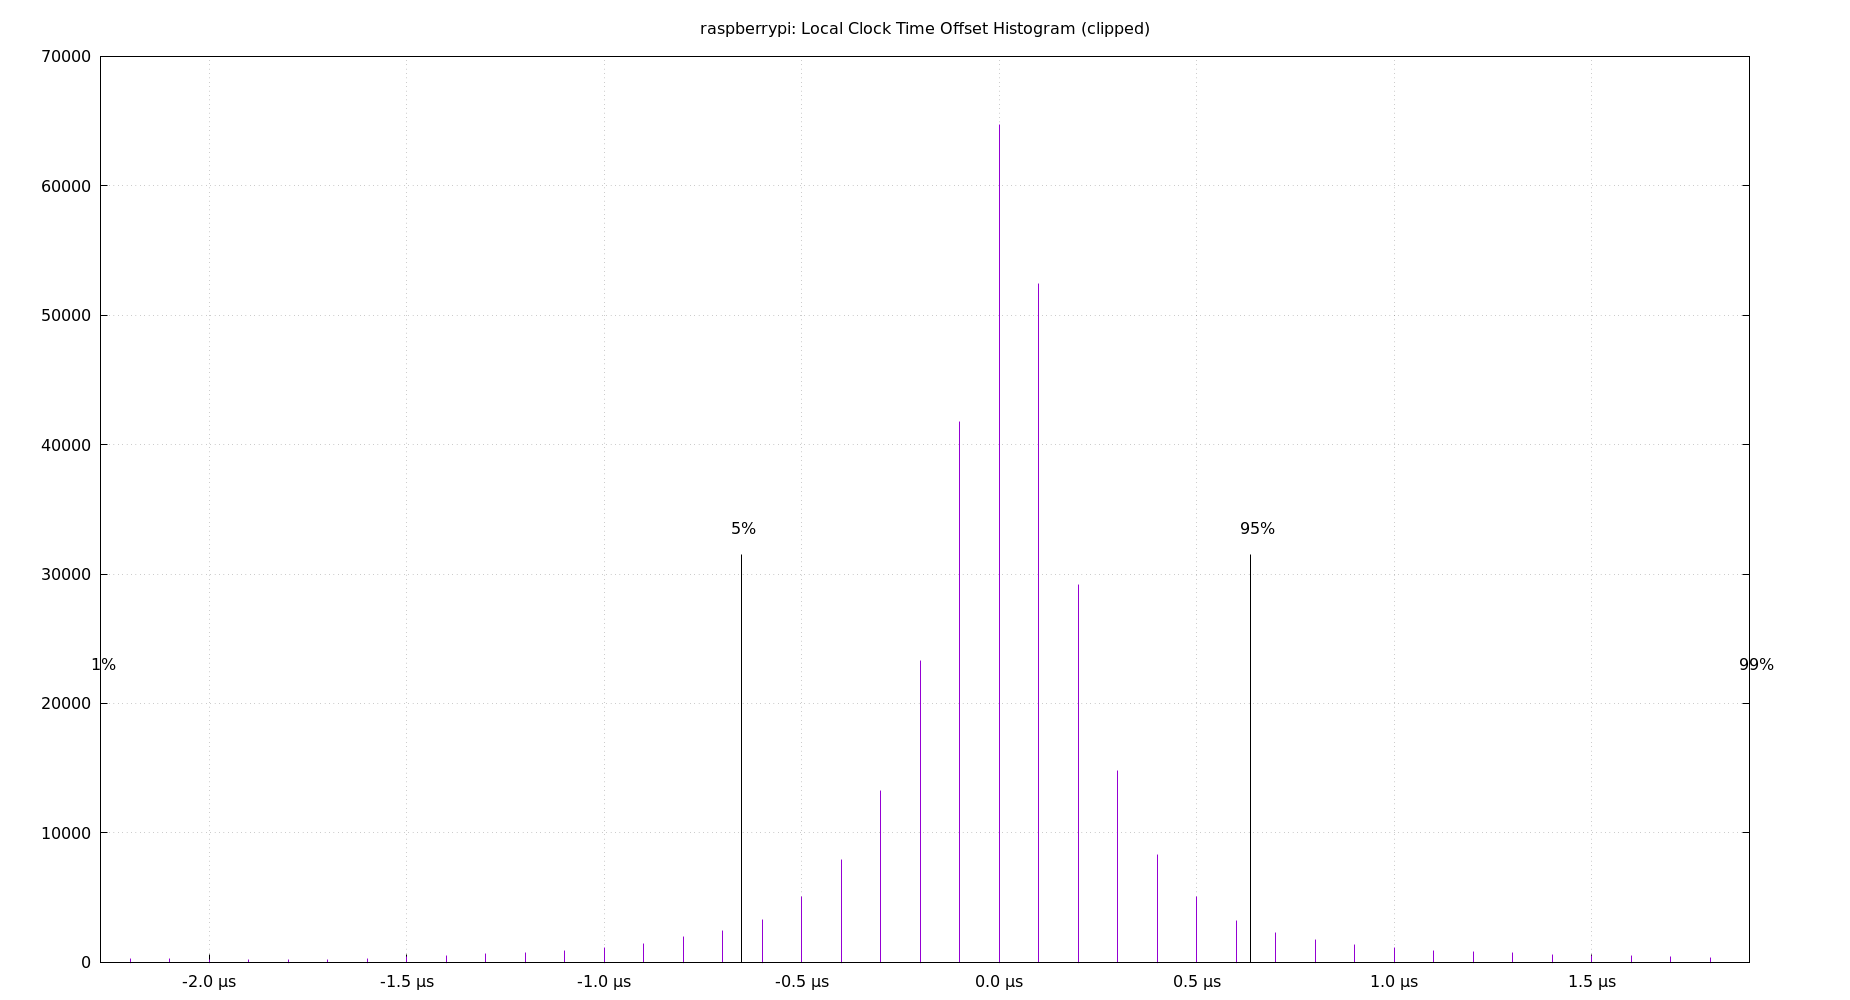 raspberrypi: Local Clock Time Offset Histogram (clipped)
70000
60000
50000
40000
5%
95%
30000
1%
99%
20000
10000
0
-2.0 µs
-1.5 µs
-1.0 µs
-0.5 µs
0.0 µs
0.5 µs
1.0 µs
1.5 µs